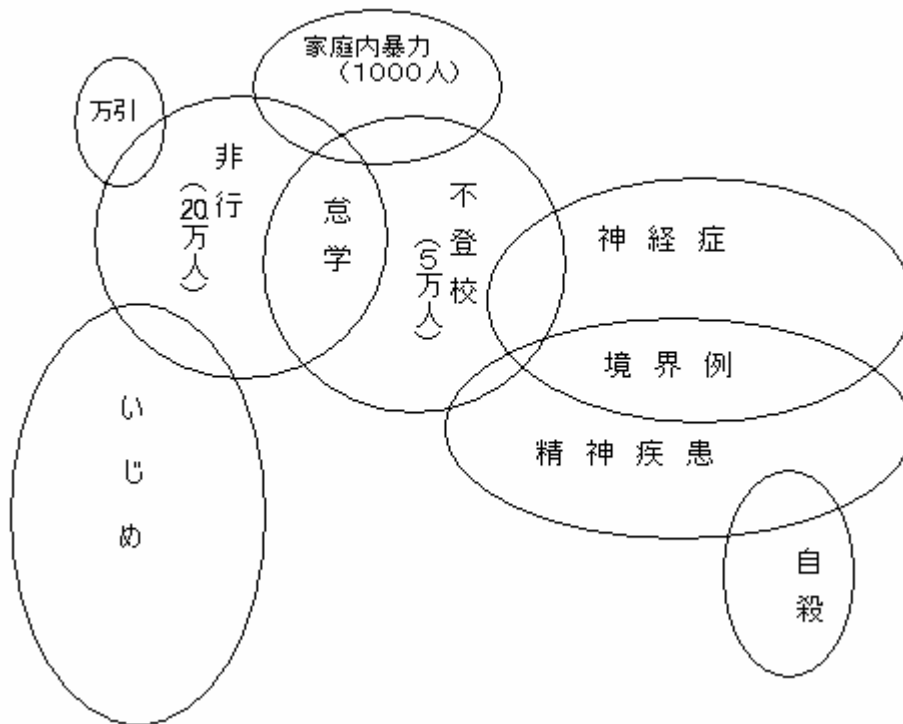 家庭内暴力
（1000人）
万引
非行
（20万人）
怠学
不登校
（5万人）
神経症
境界例
精神疾患
いじめ
自殺